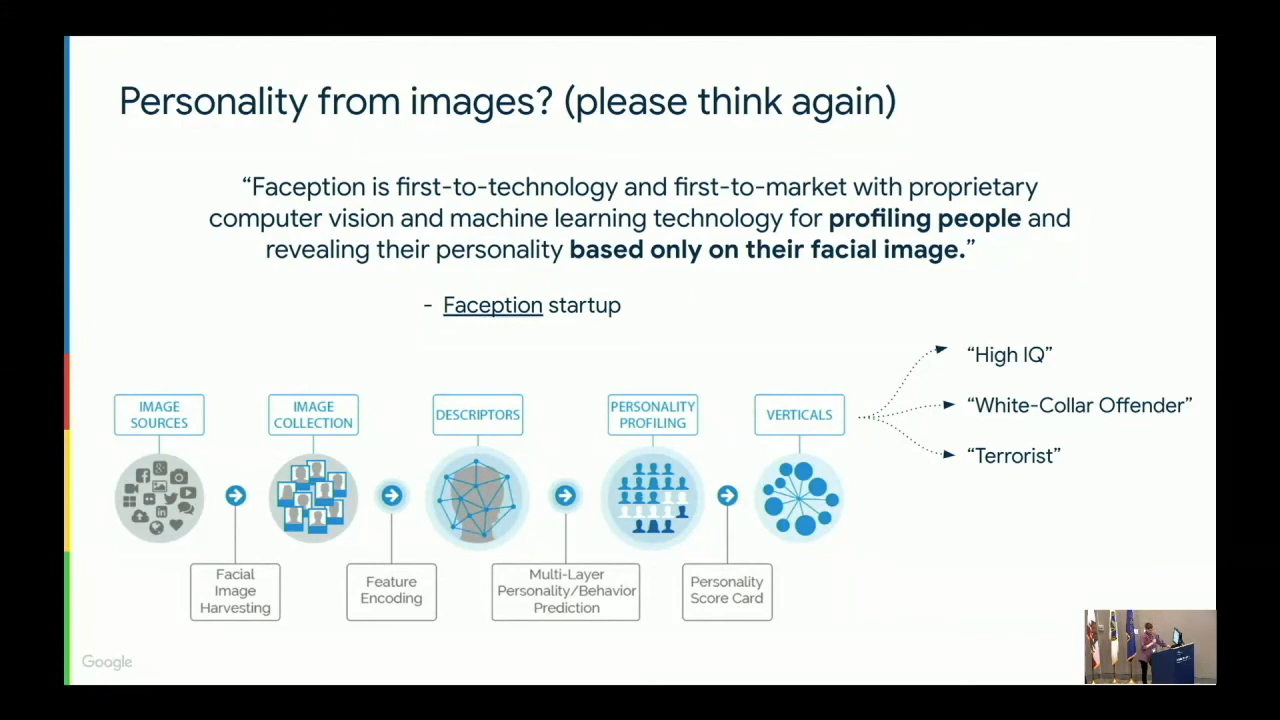 Personality from images? (please think again)
“Faception is first-to-technology and first-to-market with proprietary
computer vision and machine learning technology for profiling people and
revealing their personality based only on their facial image.”
- Faception startup
“High IQ”
“White-Collar Offender”
“Terrorist”
IMAGE
SOURCES
IMAGE
COLLECTION
DESCRIPTORS
PERSONALITY
PROFILING
VERTICALS
Facial
Image
Harvesting
Feature
Encoding
Multi-Layer
Personality/Behavior
Prediction
Personality
Score Card
Google